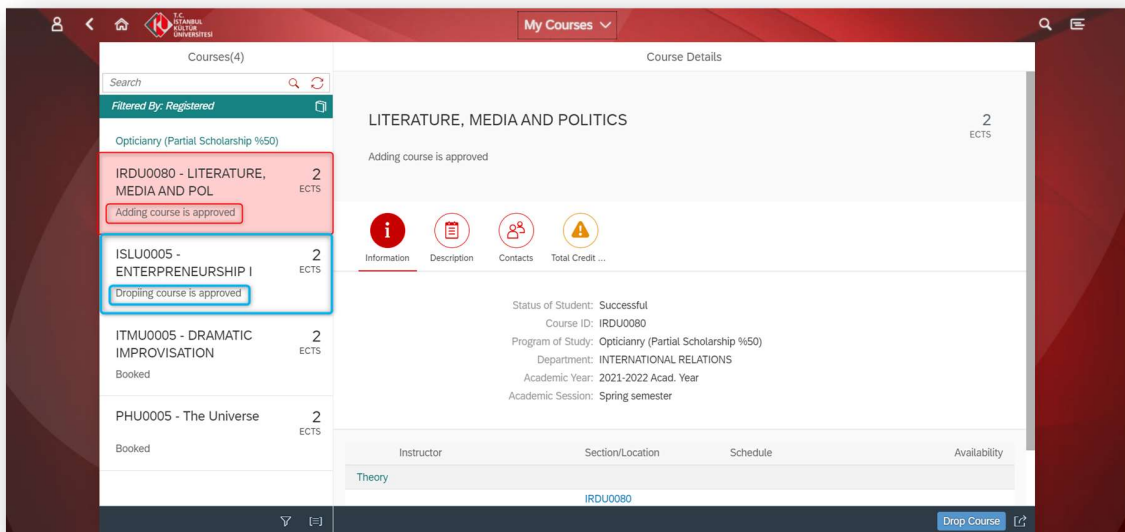 T.C.
İSTANBUL
KÜLTÜR
ÜNİVERSİTESİ
My Courses
Courses(4)
Course Details
Search
Filtered By: Registered
Opticianry (Partial Scholarship %50)
IRDU0080 - LITERATURE,
MEDIA AND POL
2
ECTS
Adding course is approved
ISLU0005 -
ENTERPRENEURSHIP I
2
ECTS
Dropiing course is approved
ITMU0005 - DRAMATIC
IMPROVISATION
2
ECTS
Booked
PHU0005 - The Universe
2
ECTS
Booked
LITERATURE, MEDIA AND POLITICS
2
ECTS
Adding course is approved
Information
Description
Contacts
Total Credit ...
Status of Student: Successful
Course ID: IRDU0080
Program of Study: Opticianry (Partial Scholarship %50)
Department: INTERNATIONAL RELATIONS
Academic Year: 2021-2022 Acad. Year
Academic Session: Spring semester
Instructor Section/Location Schedule Availability
Theory
IRDU0080
Drop Course